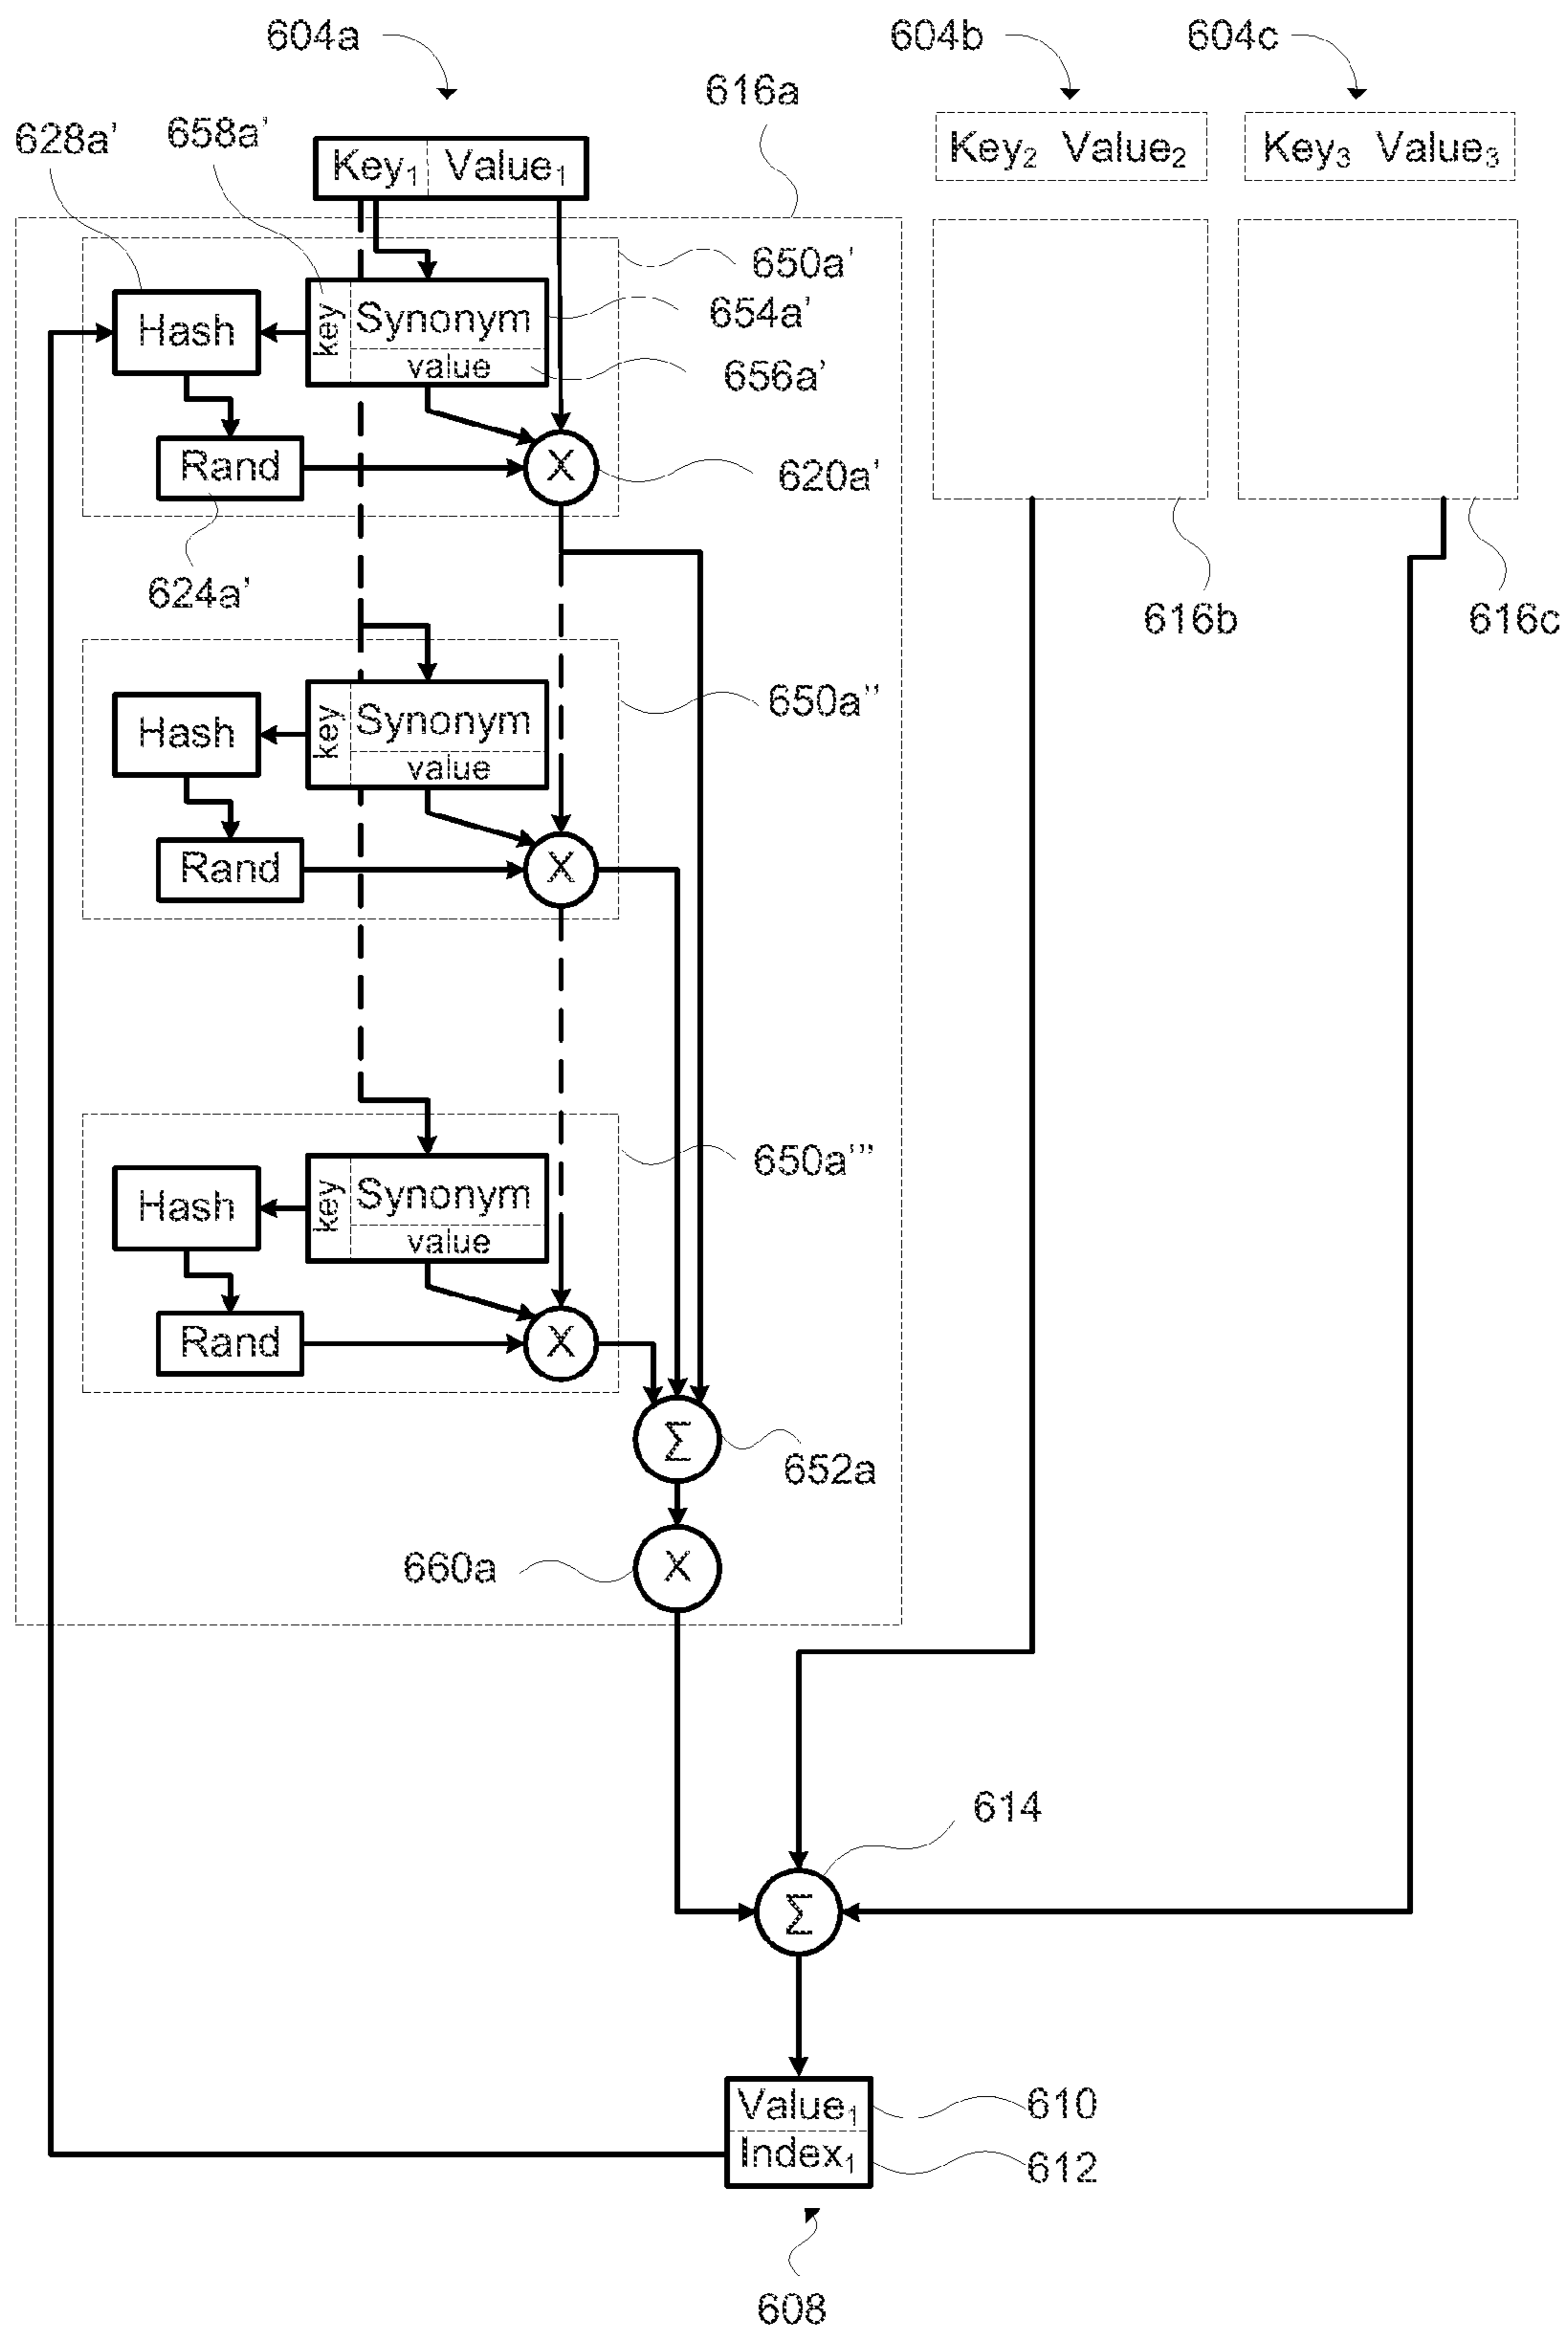 604a
604b
604c
616a
628a’
658a’
Key₁ Value₁
Key₂ Value₂
Key₃ Value₃
650a’
Hash
key
Synonym
654a’
value
656a’
Rand
X
620a’
624a’
616b
616c
650a’’
Hash
key
Synonym
value
Rand
X
650a’’’
Hash
key
Synonym
value
Rand
X
Σ
652a
660a
X
614
Σ
Value₁
610
Index₁
612
608